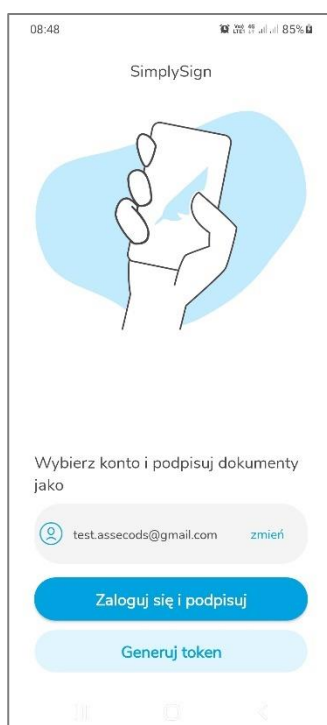 08:48 85%
SimplySign
Wybierz konto i podpisuj dokumenty
jako
test.assecods@gmail.com zmień
Zaloguj się i podpisuj
Generuj token